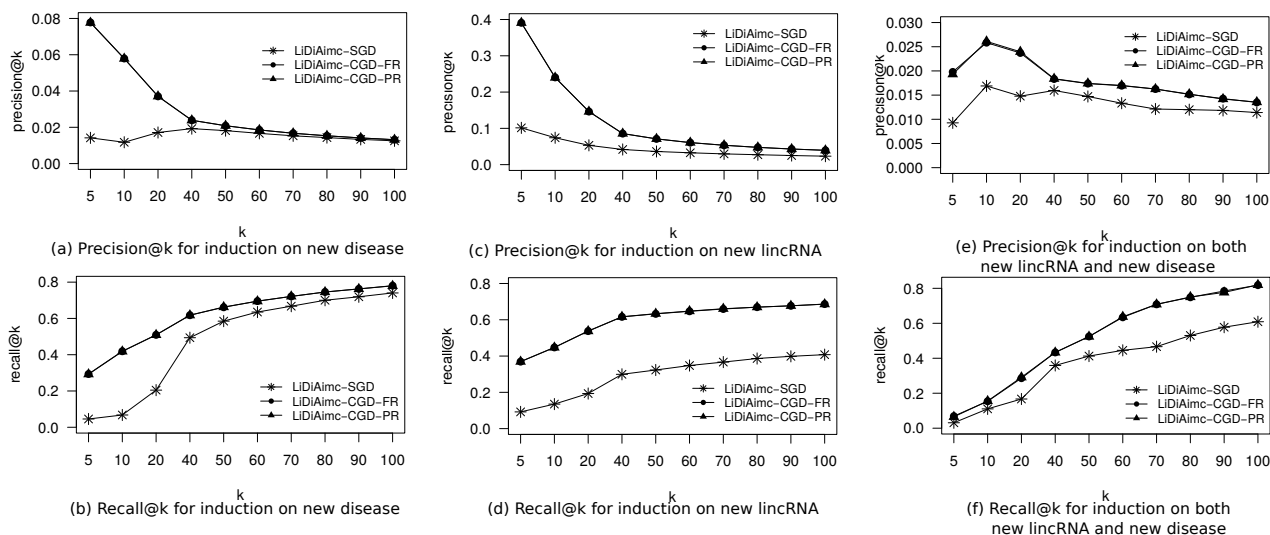 0.08
0.06
0.04
0.02
0.00
precision@k
LiDiAimc−SGD
LiDiAimc−CGD−FR
LiDiAimc−CGD−PR
5 10 20 40 50 60 70 80 90 100
k
(a) Precision@k for induction on new disease
0.4
0.3
0.2
0.1
0.0
precision@k
LiDiAimc−SGD
LiDiAimc−CGD−FR
LiDiAimc−CGD−PR
5 10 20 40 50 60 70 80 90 100
k
(c) Precision@k for induction on new lincRNA
0.030
0.025
0.020
0.015
0.010
0.005
0.000
precision@k
LiDiAimc−SGD
LiDiAimc−CGD−FR
LiDiAimc−CGD−PR
5 10 20 40 50 60 70 80 90 100
k
(e) Precision@k for induction on both
new lincRNA and new disease
0.8
0.6
0.4
0.2
0.0
recall@k
LiDiAimc−SGD
LiDiAimc−CGD−FR
LiDiAimc−CGD−PR
5 10 20 40 50 60 70 80 90 100
k
(b) Recall@k for induction on new disease
0.8
0.6
0.4
0.2
0.0
recall@k
LiDiAimc−SGD
LiDiAimc−CGD−FR
LiDiAimc−CGD−PR
5 10 20 40 50 60 70 80 90 100
k
(d) Recall@k for induction on new lincRNA
0.8
0.6
0.4
0.2
0.0
recall@k
LiDiAimc−SGD
LiDiAimc−CGD−FR
LiDiAimc−CGD−PR
5 10 20 40 50 60 70 80 90 100
k
(f) Recall@k for induction on both
new lincRNA and new disease